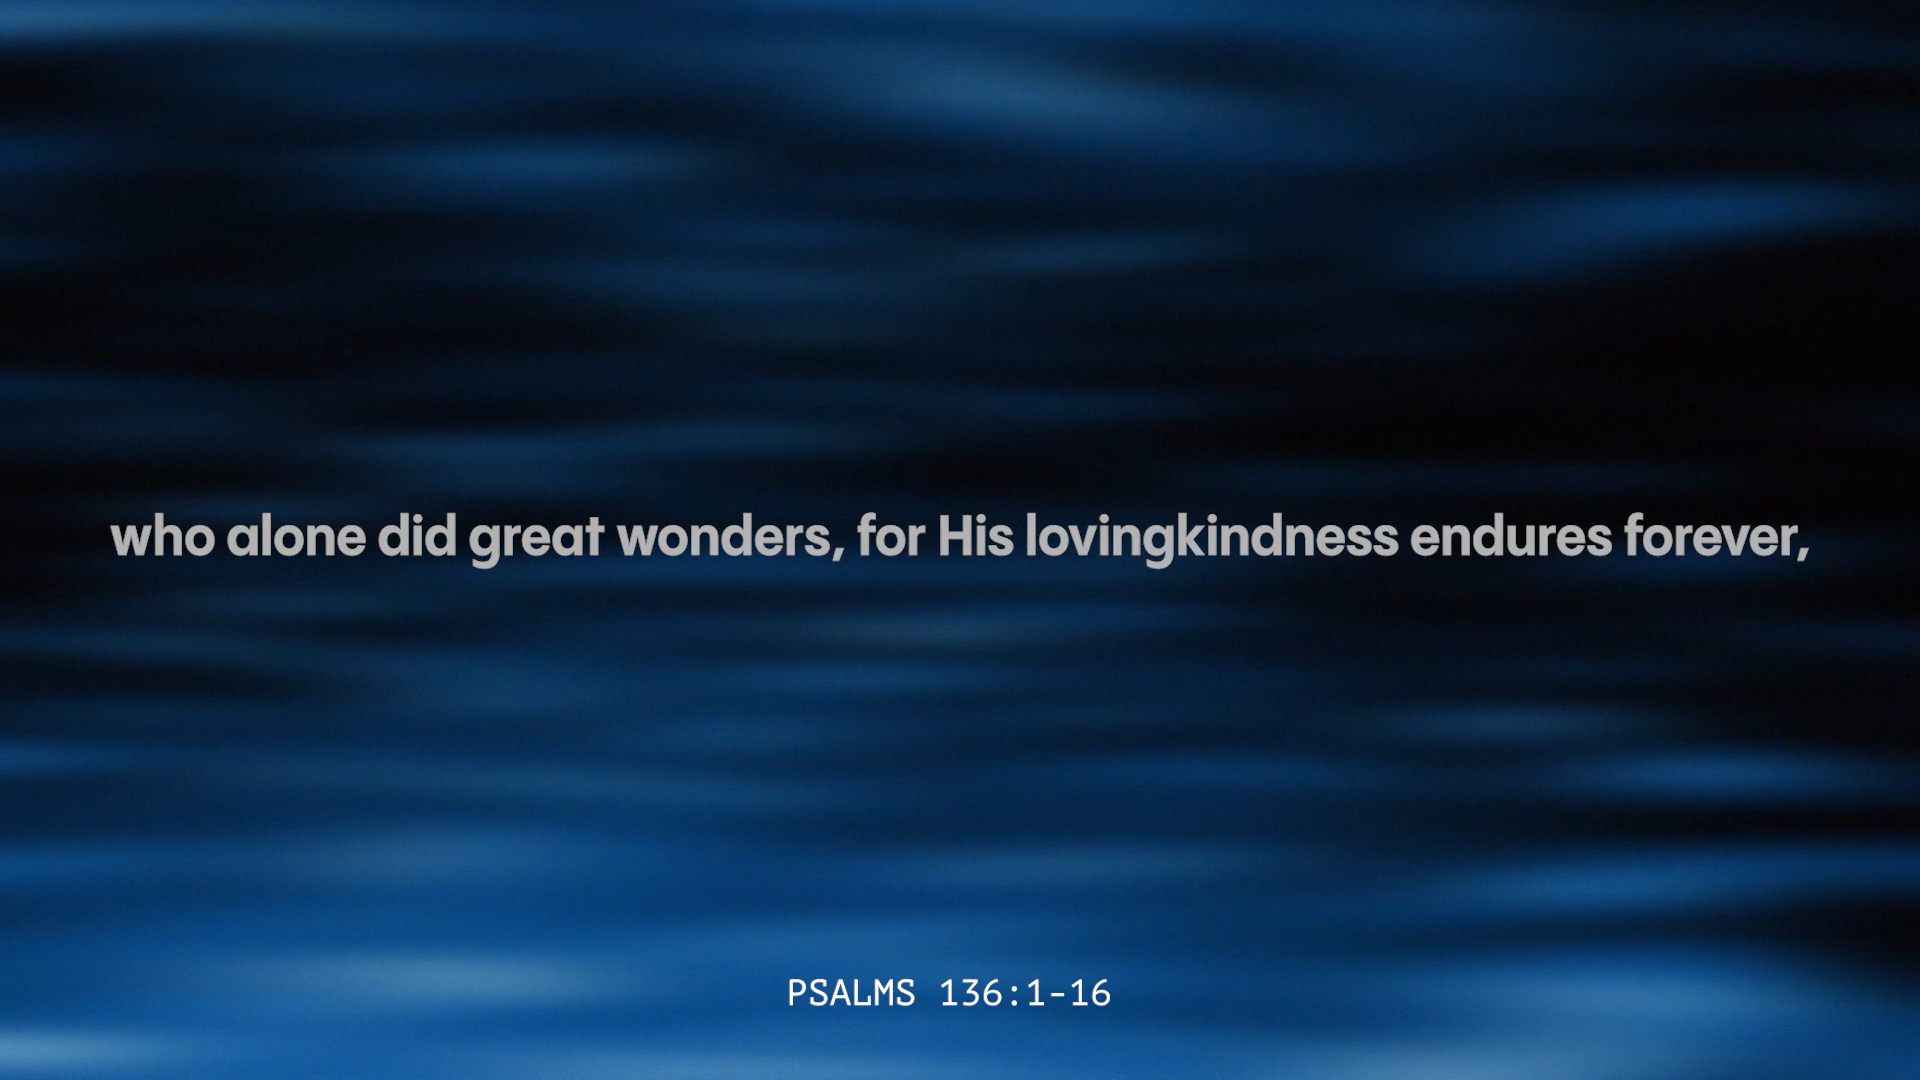 who alone did great wonders, for His lovingkindness endures forever,
PSALMS 136:1-16